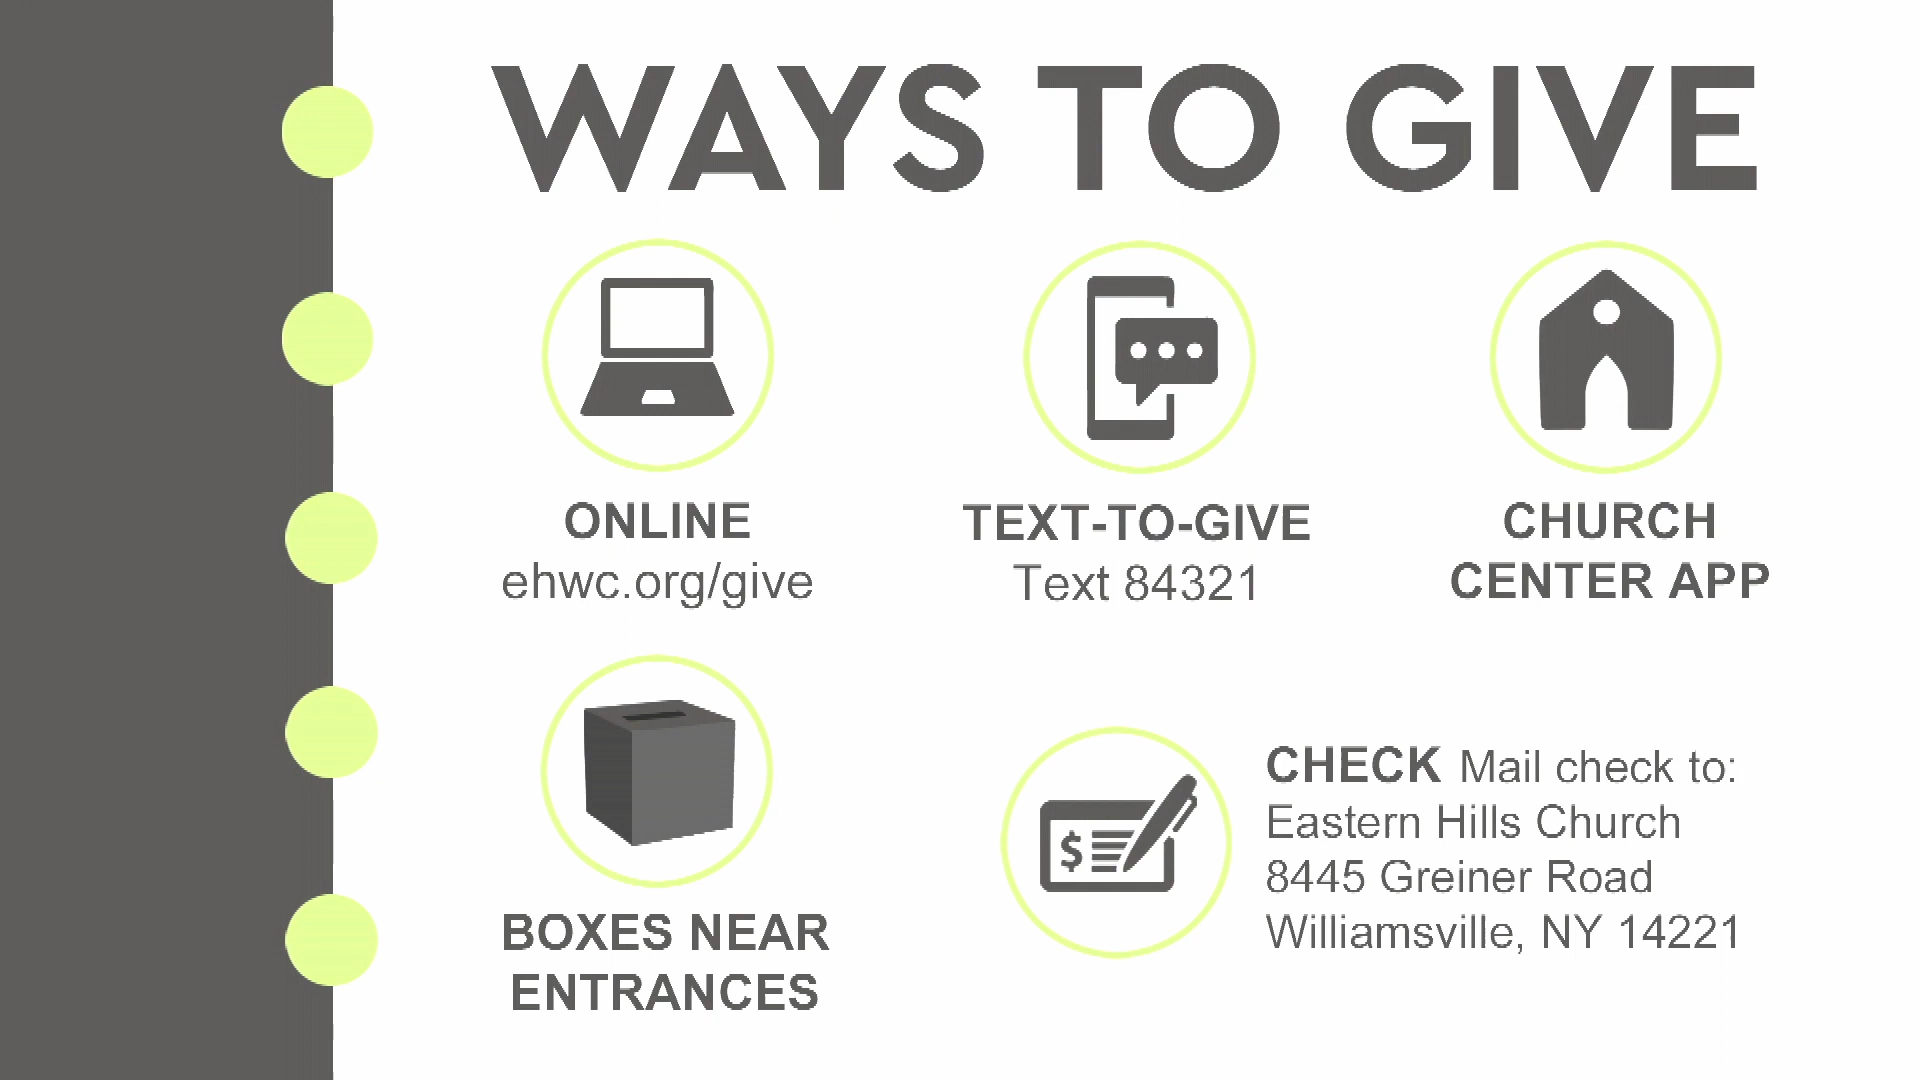 WAYS TO GIVE
ONLINE
ehwc.org/give
TEXT-TO-GIVE
Text 84321
CHURCH
CENTER APP
BOXES NEAR
ENTRANCES
CHECK Mail check to:
Eastern Hills Church
8445 Greiner Road
Williamsville, NY 14221
$